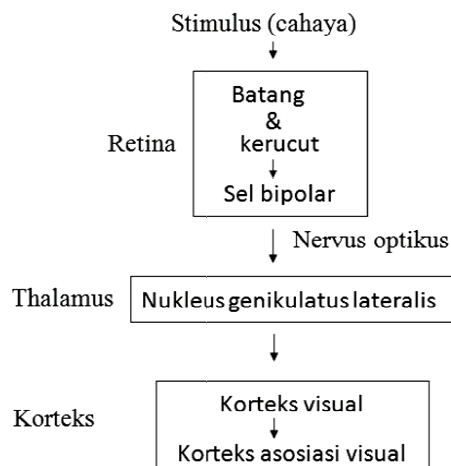 Stimulus (cahaya)
Batang
&
Retina
kerucut
Sel bipolar
Nervus optikus
Thalamus
Nukleus genikulatus lateralis
Korteks
Korteks visual
Korteks asosiasi visual